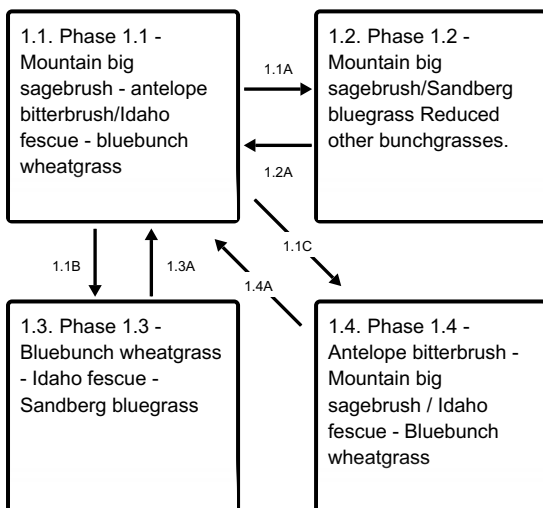 1.1. Phase 1.1 -
Mountain big
sagebrush - antelope
bitterbrush/Idaho
fescue - bluebunch
wheatgrass
1.1A
1.2A
1.2. Phase 1.2 -
Mountain big
sagebrush/Sandberg
bluegrass Reduced
other bunchgrasses.
1.1B
1.3A
1.4A
1.1C
1.3. Phase 1.3 -
Bluebunch wheatgrass
- Idaho fescue -
Sandberg bluegrass
1.4. Phase 1.4 -
Antelope bitterbrush -
Mountain big
sagebrush / Idaho
fescue - Bluebunch
wheatgrass